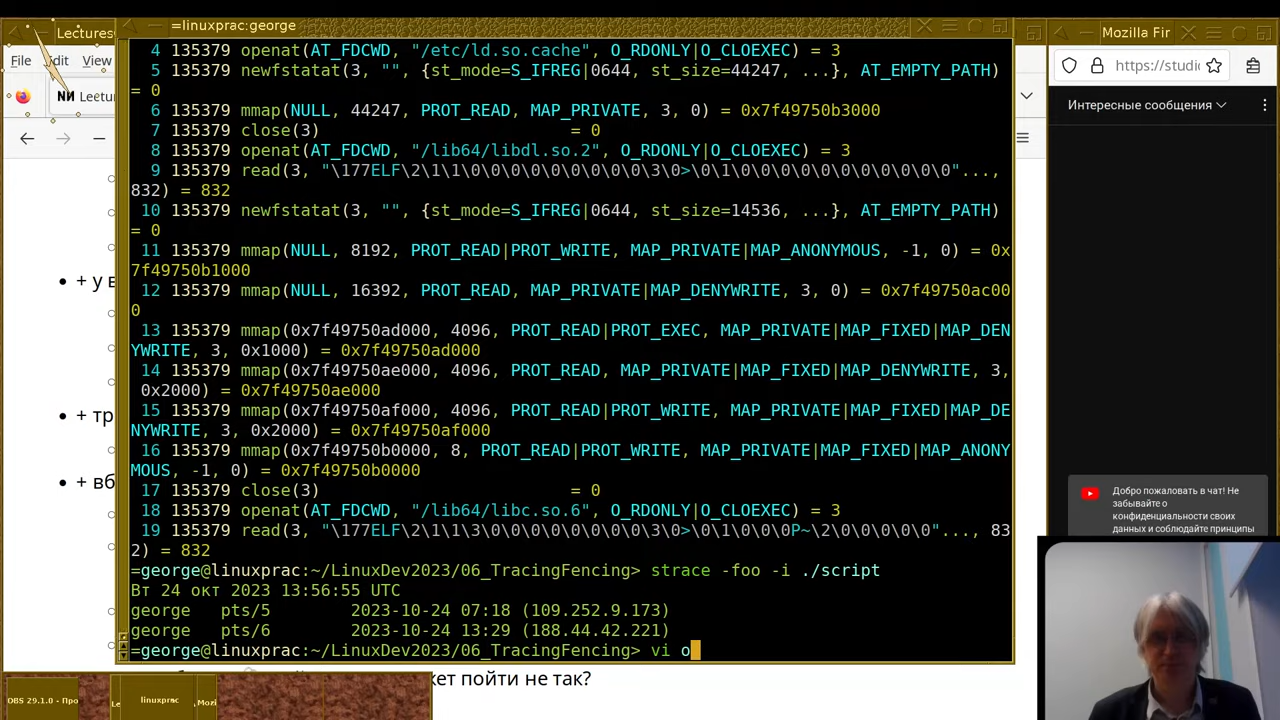 Lectures
=linuxprac:george
Mozilla Fir
File
dit
View
Lectur
https://studi
Интересные сообщения
4 135379 openat(AT_FDCWD, "/etc/ld.so.cache", O_RDONLY|O_CLOEXEC) = 3
5 135379 newfstatat(3, "", {st_mode=S_IFREG|0644, st_size=44247, ...}, AT_EMPTY_PATH)
= 0
6 135379 mmap(NULL, 44247, PROT_READ, MAP_PRIVATE, 3, 0) = 0x7f49750b3000
7 135379 close(3) = 0
8 135379 openat(AT_FDCWD, "/lib64/libdl.so.2", O_RDONLY|O_CLOEXEC) = 3
9 135379 read(3, "\177ELF\2\1\1\0\0\0\0\0\0\0\0\0\3\0>\0\1\0\0\0\0\0\0\0\0\0\0\0"...,
832) = 832
10 135379 newfstatat(3, "", {st_mode=S_IFREG|0644, st_size=14536, ...}, AT_EMPTY_PATH)
= 0
11 135379 mmap(NULL, 8192, PROT_READ|PROT_WRITE, MAP_PRIVATE|MAP_ANONYMOUS, -1, 0) = 0x
7f49750b1000
12 135379 mmap(NULL, 16392, PROT_READ, MAP_PRIVATE|MAP_DENYWRITE, 3, 0) = 0x7f49750ac00
0
13 135379 mmap(0x7f49750ad000, 4096, PROT_READ|PROT_EXEC, MAP_PRIVATE|MAP_FIXED|MAP_DEN
YWRITE, 3, 0x1000) = 0x7f49750ad000
14 135379 mmap(0x7f49750ae000, 4096, PROT_READ, MAP_PRIVATE|MAP_FIXED|MAP_DENYWRITE, 3,
0x2000) = 0x7f49750ae000
15 135379 mmap(0x7f49750af000, 4096, PROT_READ|PROT_WRITE, MAP_PRIVATE|MAP_FIXED|MAP_DE
NYWRITE, 3, 0x2000) = 0x7f49750af000
16 135379 mmap(0x7f49750b0000, 8, PROT_READ|PROT_WRITE, MAP_PRIVATE|MAP_FIXED|MAP_ANONY
MOUS, -1, 0) = 0x7f49750b0000
17 135379 close(3) = 0
18 135379 openat(AT_FDCWD, "/lib64/libc.so.6", O_RDONLY|O_CLOEXEC) = 3
19 135379 read(3, "\177ELF\2\1\1\3\0\0\0\0\0\0\0\0\3\0>\0\1\0\0\0P~\2\0\0\0\0\0"..., 83
2) = 832
=george@linuxprac:~/LinuxDev2023/06_TracingFencing> strace -foo -i ./script
Вт 24 окт 2023 13:56:55 UTC
george pts/5 2023-10-24 07:18 (109.252.9.173)
george pts/6 2023-10-24 13:29 (188.44.42.221)
=george@linuxprac:~/LinuxDev2023/06_TracingFencing> vi o
+ у в
+ тр
+ вб
кет пойти не так?
Добро пожаловать в чат! Не
забывайте о
конфиденциальности своих
данных и соблюдайте принципы
DBS 29.1.0 - Про
Le
linuxprac
Mozi